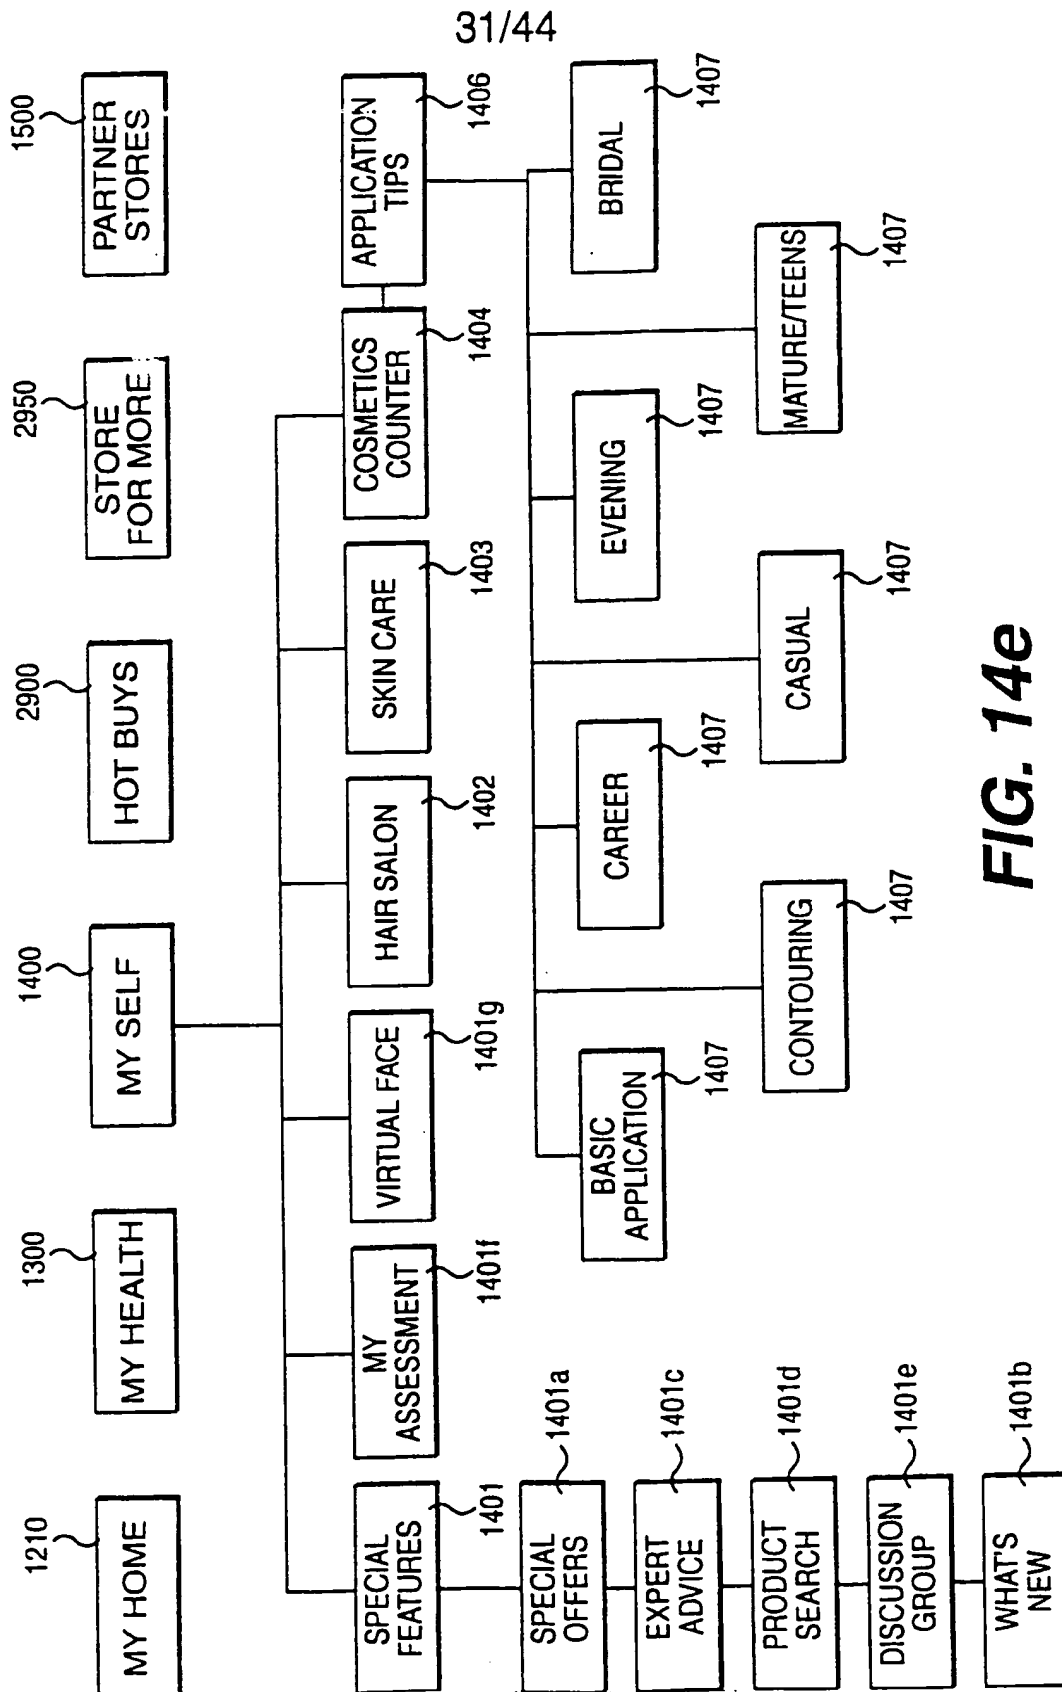 31/44
1210
MY HOME
1300
MY HEALTH
1400
MY SELF
2900
HOT BUYS
2950
STORE
FOR MORE
1500
PARTNER
STORES
SPECIAL
FEATURES
1401
MY
ASSESSMENT
1401f
VIRTUAL FACE
1401g
HAIR SALON
1402
SKIN CARE
1403
COSMETICS
COUNTER
1404
APPLICATION
TIPS
1406
SPECIAL
OFFERS
1401a
EXPERT
ADVICE
1401c
PRODUCT
SEARCH
1401d
DISCUSSION
GROUP
1401e
WHAT'S
NEW
1401b
BASIC
APPLICATION
1407
CAREER
1407
EVENING
1407
BRIDAL
1407
CONTOURING
1407
CASUAL
1407
MATURE/TEENS
1407
FIG. 14e